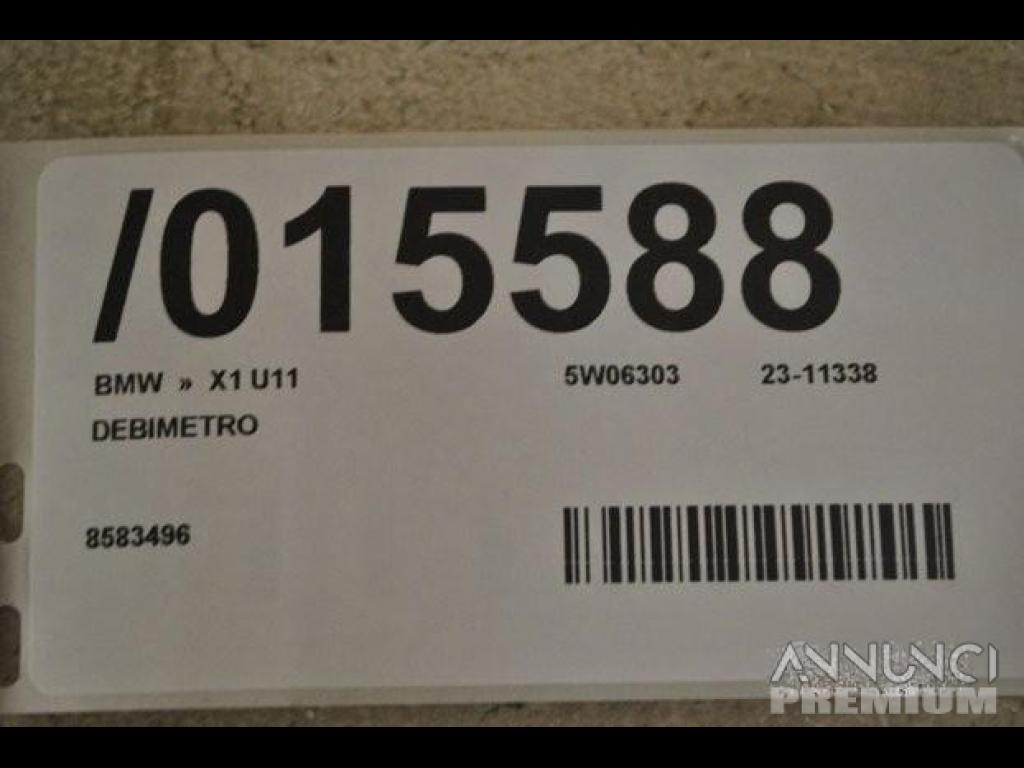 /015588
BMW » X1 U11 5W06303 23-11338
DEBIMETRO
8583496
ANNUNCI
PREMIUM